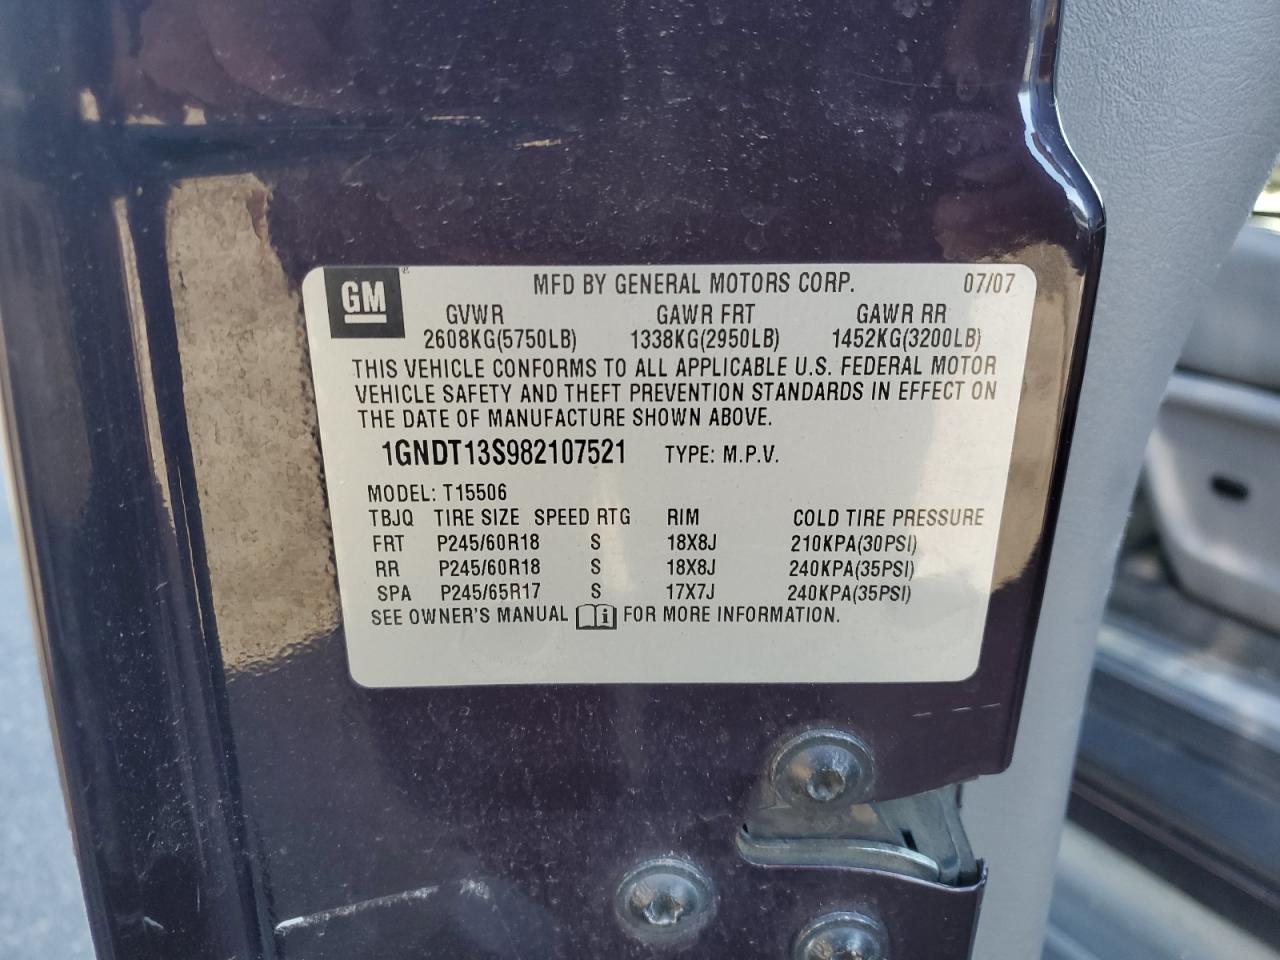 GM MFD BY GENERAL MOTORS CORP. 07/07
GVWR GAWR FRT GAWR RR
2608KG(5750LB) 1338KG(2950LB) 1452KG(3200LB)
THIS VEHICLE CONFORMS TO ALL APPLICABLE U.S. FEDERAL MOTOR
VEHICLE SAFETY AND THEFT PREVENTION STANDARDS IN EFFECT ON
THE DATE OF MANUFACTURE SHOWN ABOVE.
1GNDT13S982107521 TYPE: M.P.V.
MODEL: T15506
TBJQ TIRE SIZE SPEED RTG RIM COLD TIRE PRESSURE
FRT P245/60R18 S 18X8J 210KPA(30PSI)
RR P245/60R18 S 18X8J 240KPA(35PSI)
SPA P245/65R17 S 17X7J 240KPA(35PSI)
SEE OWNER'S MANUAL i FOR MORE INFORMATION.